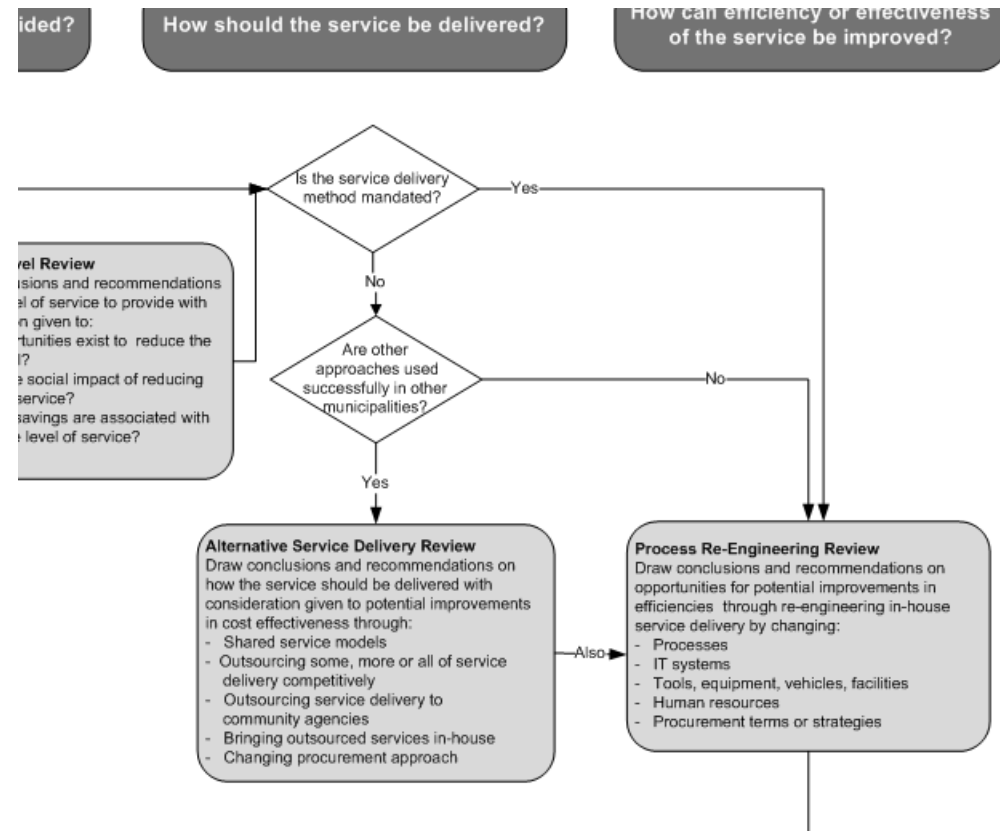 ided?
How should the service be delivered?
How can efficiency or effectiveness
of the service be improved?
Is the service delivery
method mandated?
Yes
No
vel Review
isions and recommendations
el of service to provide with
n given to:
rtunities exist to reduce the
l?
e social impact of reducing
service?
savings are associated with
e level of service?
Are other
approaches used
successfully in other
municipalities?
No
Yes
Alternative Service Delivery Review
Draw conclusions and recommendations on
how the service should be delivered with
consideration given to potential improvements
in cost effectiveness through:
- Shared service models
- Outsourcing some, more or all of service
delivery competitively
- Outsourcing service delivery to
community agencies
- Bringing outsourced services in-house
- Changing procurement approach
Also
Process Re-Engineering Review
Draw conclusions and recommendations on
opportunities for potential improvements in
efficiencies through re-engineering in-house
service delivery by changing:
- Processes
- IT systems
- Tools, equipment, vehicles, facilities
- Human resources
- Procurement terms or strategies